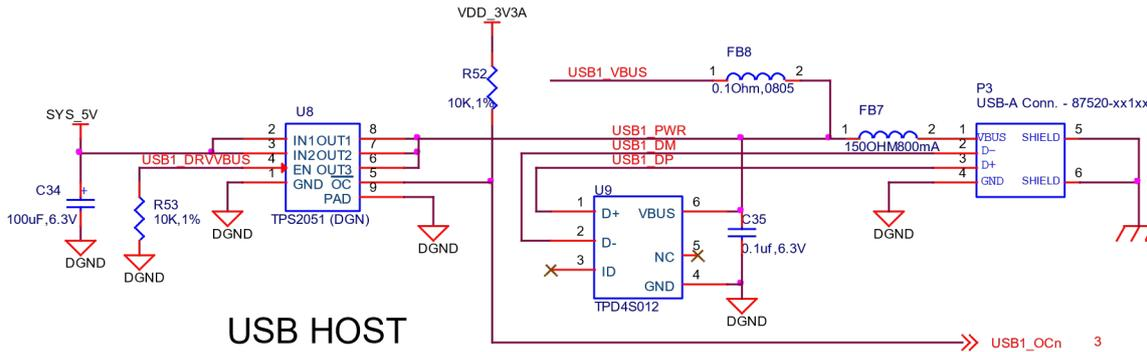 VDD_3V3A
FB8
R52
USB1_VBUS
1
2
0.1Ohm,0805
10K,1%
P3
USB-A Conn. - 87520-xx1xx
U8
FB7
SYS_5V
2
IN1
OUT1
8
USB1_PWR
1
2
1
VBUS
SHIELD
5
3
IN2
OUT2
7
USB1_DM
150OHM800mA
2
D-
USB1_DRVVBUS
4
EN
OUT3
6
USB1_DP
3
D+
1
GND
OC
5
4
GND
SHIELD
6
PAD
9
U9
C34
+
R53
10K,1%
100uF,6.3V
TPS2051 (DGN)
1
D+
VBUS
6
C35
DGND
DGND
DGND
2
D-
0.1uf,6.3V
NC
5
DGND
DGND
3
ID
GND
4
TPD4S012
DGND
USB HOST
USB1_OCn
3